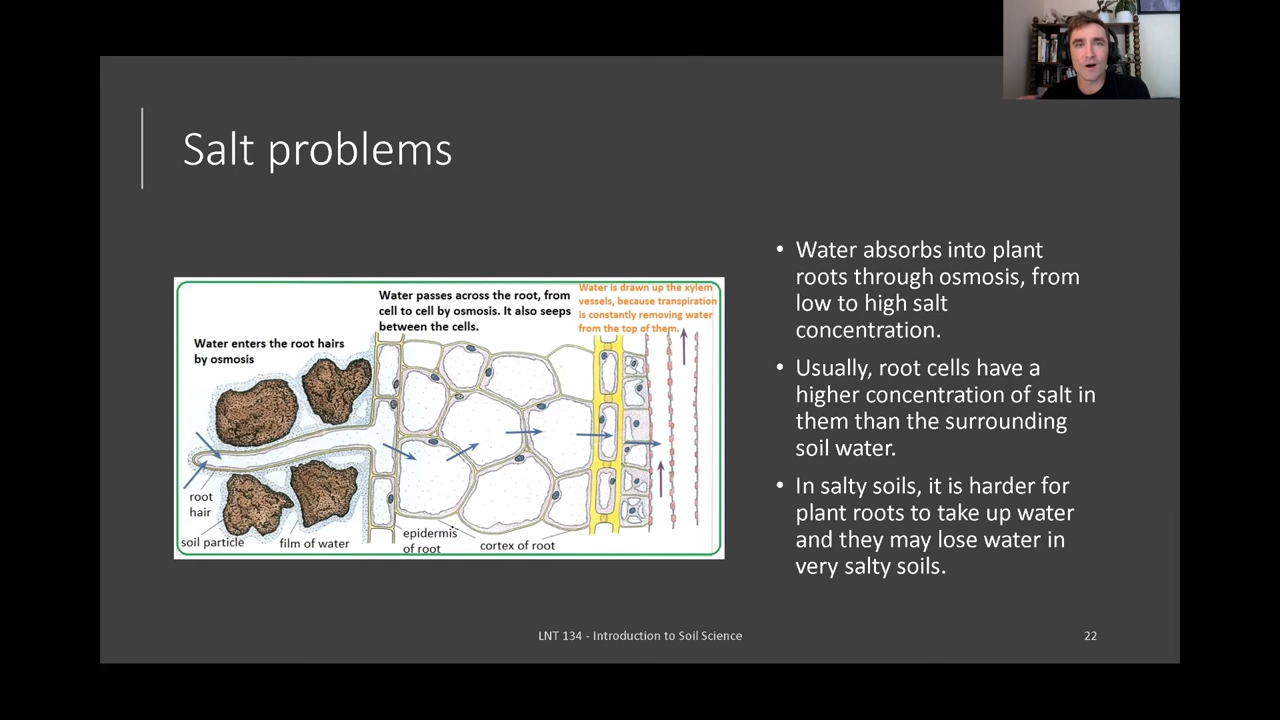 Salt problems
Water enters the root hairs
by osmosis
Water passes across the root, from
cell to cell by osmosis. It also seeps
between the cells.
Water is drawn up the xylem
vessels, because transpiration
is constantly removing water
from the top of them.
root
hair
soil particle
film of water
epidermis
of root
cortex of root
• Water absorbs into plant
roots through osmosis, from
low to high salt
concentration.
• Usually, root cells have a
higher concentration of salt in
them than the surrounding
soil water.
• In salty soils, it is harder for
plant roots to take up water
and they may lose water in
very salty soils.
LNT 134 - Introduction to Soil Science
22